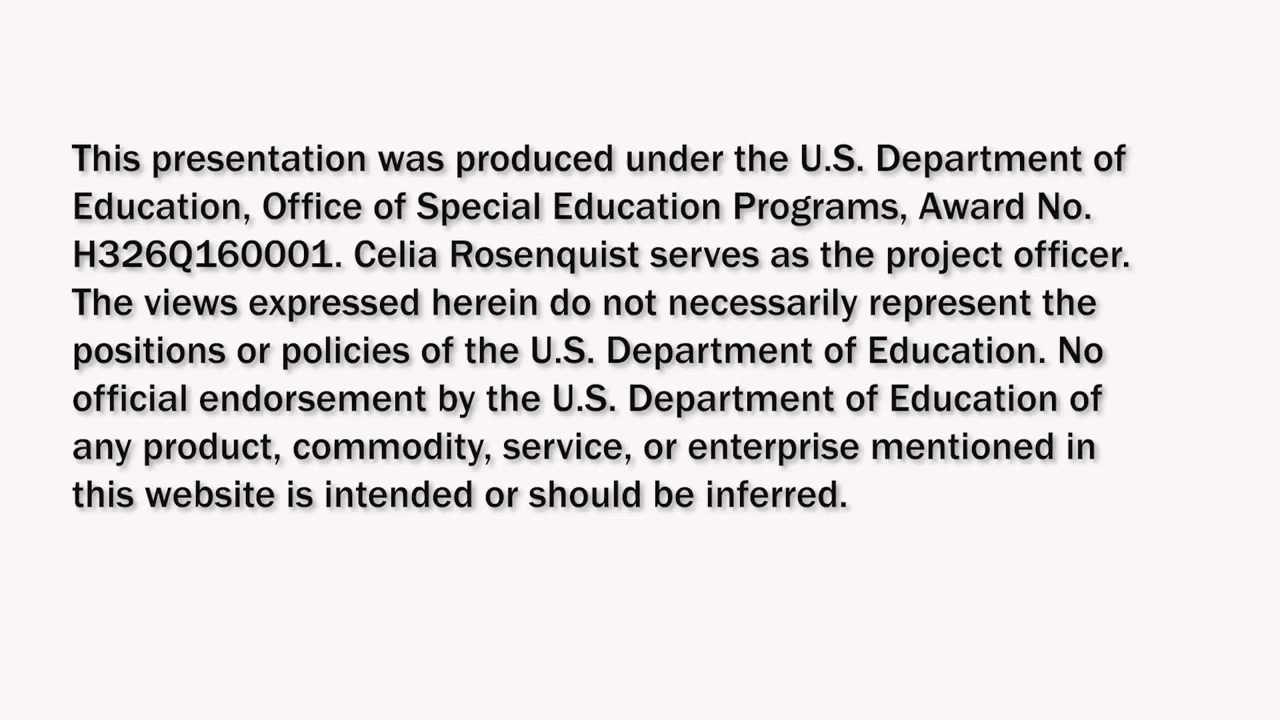 This presentation was produced under the U.S. Department of
Education, Office of Special Education Programs, Award No.
H326Q160001. Celia Rosenquist serves as the project officer.
The views expressed herein do not necessarily represent the
positions or policies of the U.S. Department of Education. No
official endorsement by the U.S. Department of Education of
any product, commodity, service, or enterprise mentioned in
this website is intended or should be inferred.